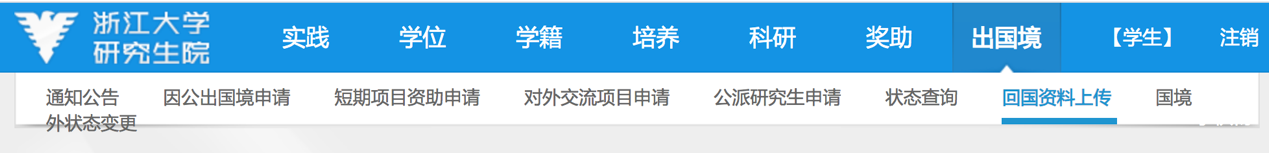 浙江大学
研究生院
实践 学位 学籍 培养 科研 奖助 出国境 【学生】 注销
通知公告 因公出国境申请 短期项目资助申请 对外交流项目申请 公派研究生申请 状态查询 回国资料上传 国境
外状态变更